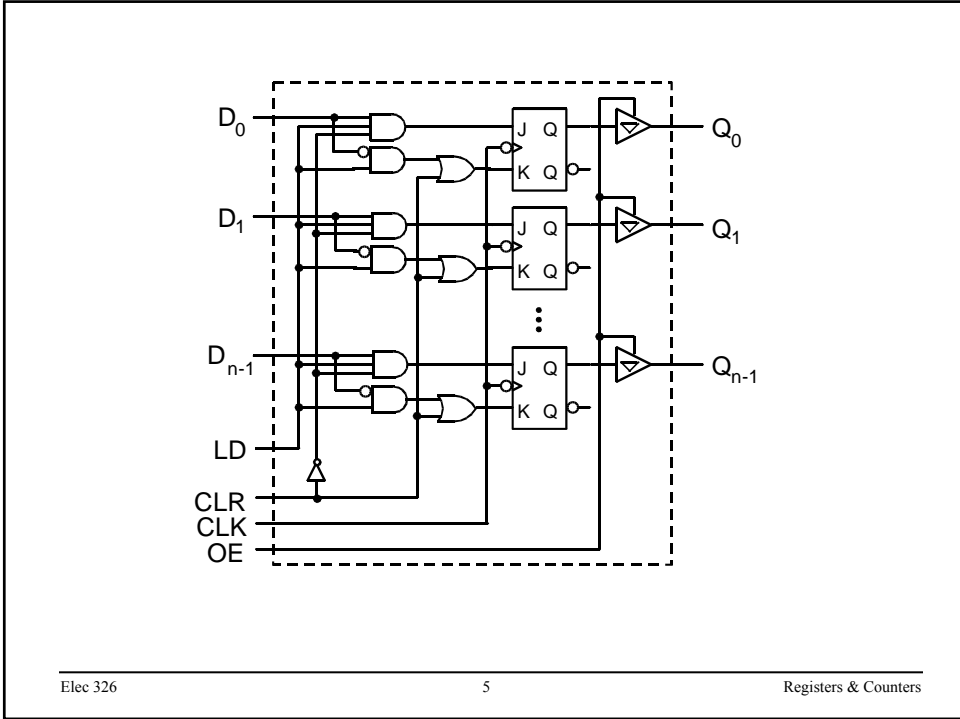 D0
J Q
Q0
K Q
D1
J Q
Q1
K Q
Dn-1
J Q
Qn-1
K Q
LD
CLR
CLK
OE
Elec 326 5 Registers & Counters